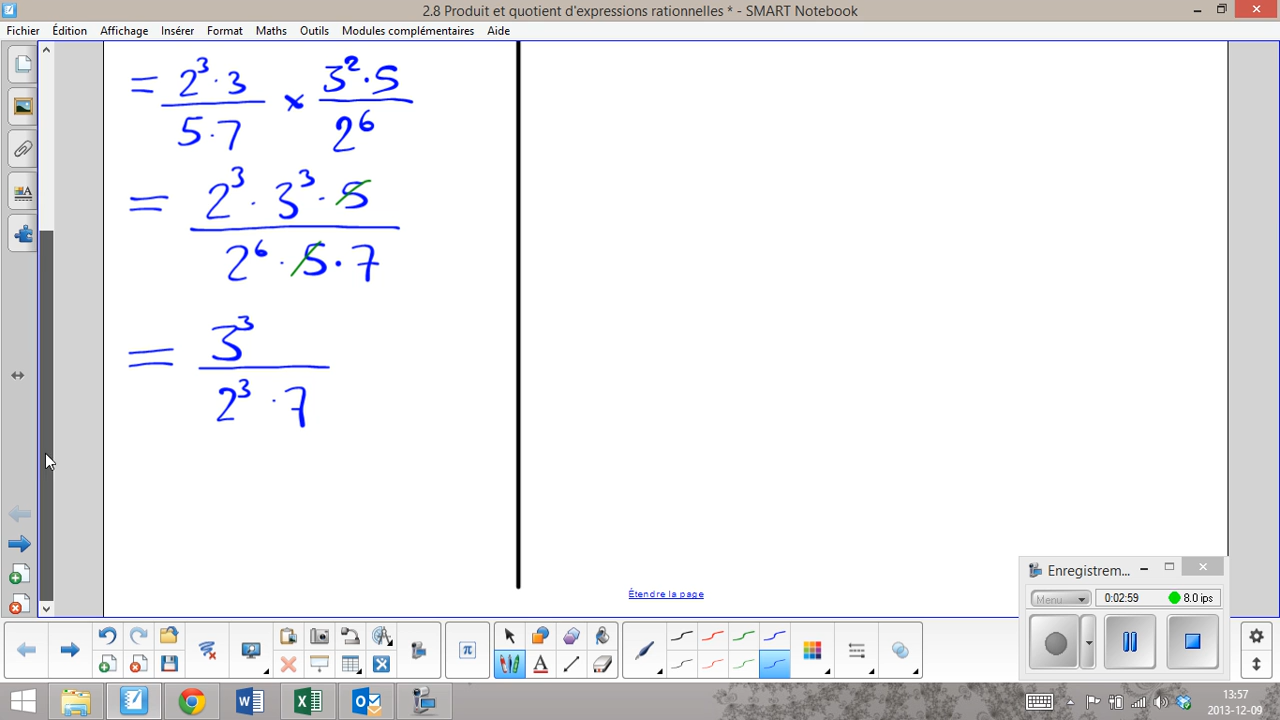 2.8 Produit et quotient d'expressions rationnelles * - SMART Notebook
Fichier Édition Affichage Insérer Format Maths Outils Modules complémentaires Aide
= 2³·3 / 5·7 × 3²·5 / 2⁶
= 2³·3³·5 / 2⁶·5·7
= 3³ / 2³·7
Étendre la page
Enregistrem...
Menu 0:02:59 8.0 ips
13:57
2013-12-09